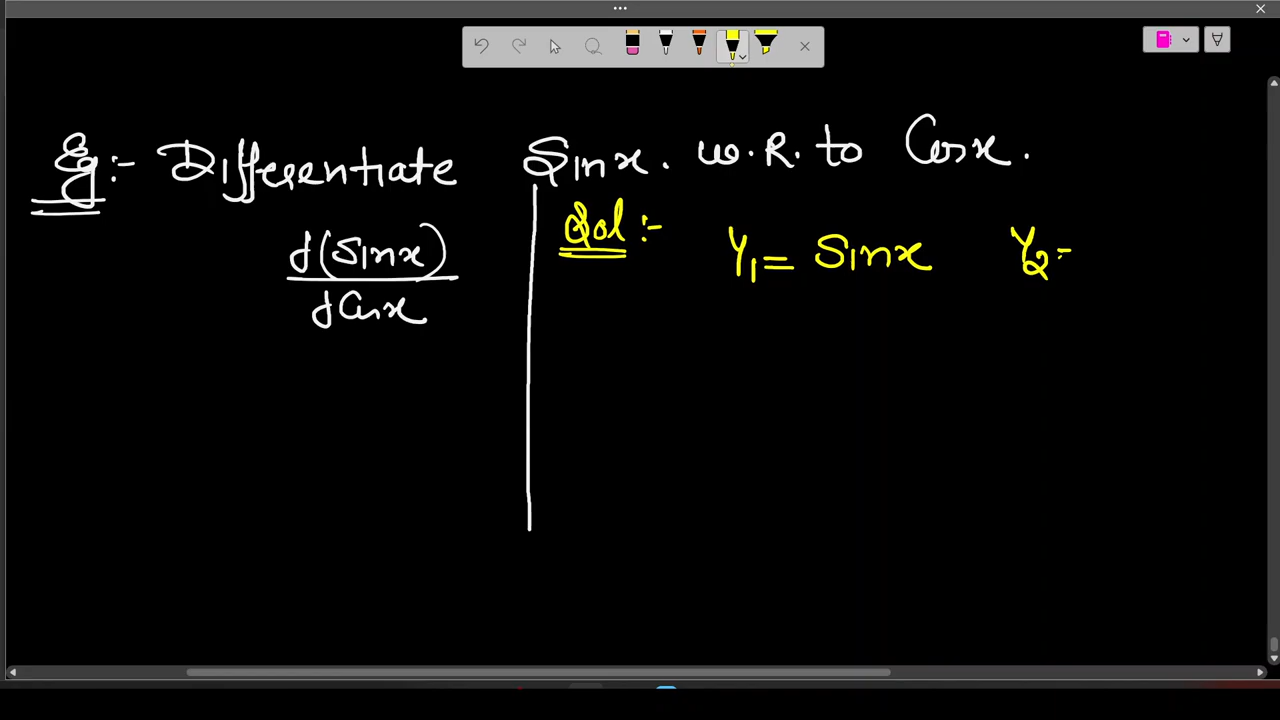 Eg:- Differentiate Sinx. w.R. to Cosx.
d(Sinx)
dCosx
Sol:-
Y₁= Sinx Y₂=